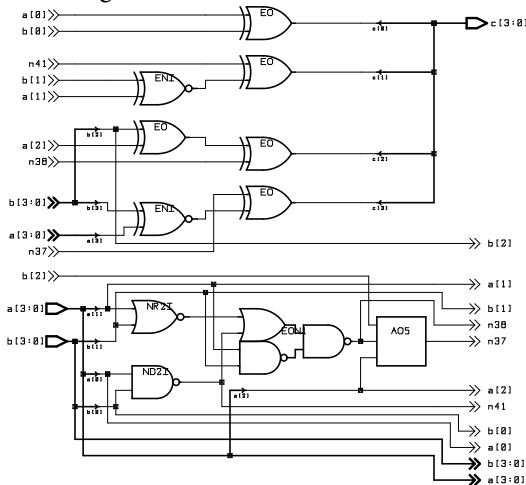 a[0]
b[0]
EO
c[0]
c[3:0]
n41
b[1]
a[1]
ENI
EO
c[1]
b[2]
EO
a[2]
n38
EO
c[2]
b[3:0]
b[3]
ENI
EO
c[3]
a[3:0]
a[3]
n37
b[2]
b[2]
a[1]
a[3:0]
a[1]
NR2I
EON1
AO5
b[1]
n38
b[3:0]
b[1]
n37
ND2I
a[0]
a[2]
a[2]
b[0]
n41
b[0]
a[0]
b[3:0]
a[3:0]